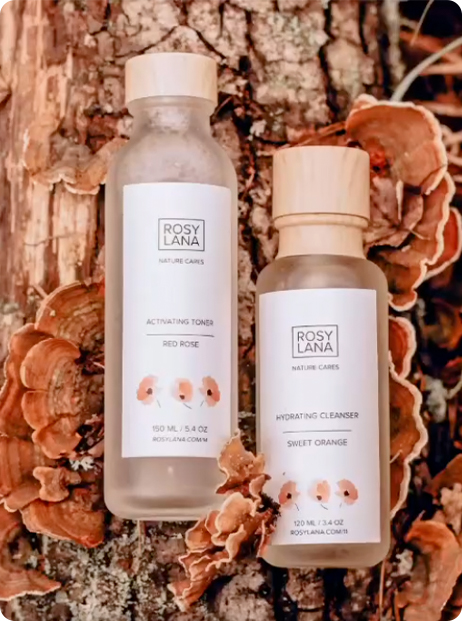 ROSY
LANA
NATURE CARES
ACTIVATING TONER
RED ROSE
150 ML / 5.4 OZ
ROSYLANA.COM/M
ROSY
LANA
NATURE CARES
HYDRATING CLEANSER
SWEET ORANGE
120 ML / 3.4 OZ
ROSYLANA.COM/11